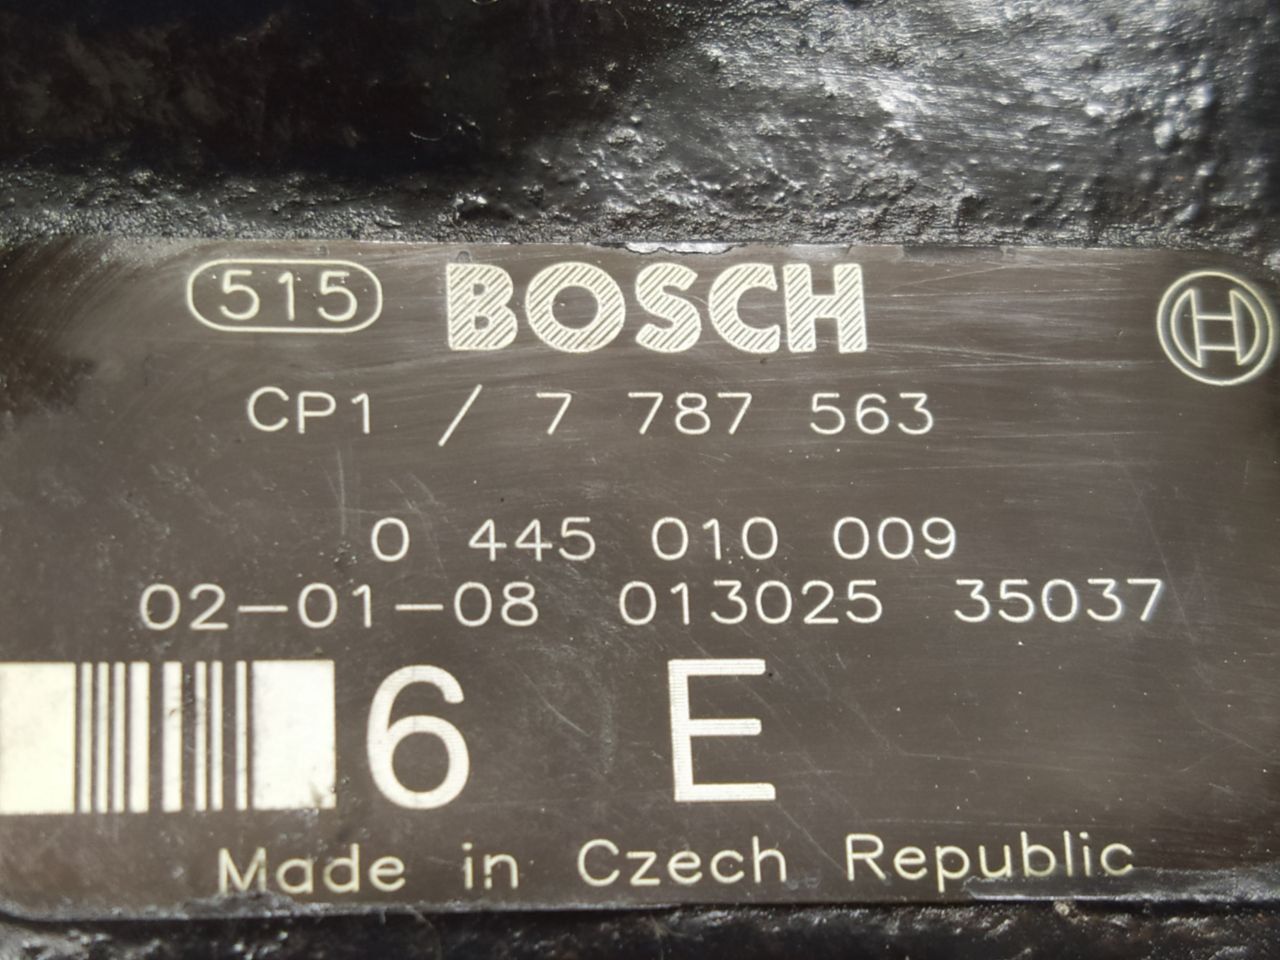 515 BOSCH
CP1 / 7 787 563
0 445 010 009
02-01-08 013025 35037
6 E
Made in Czech Republic